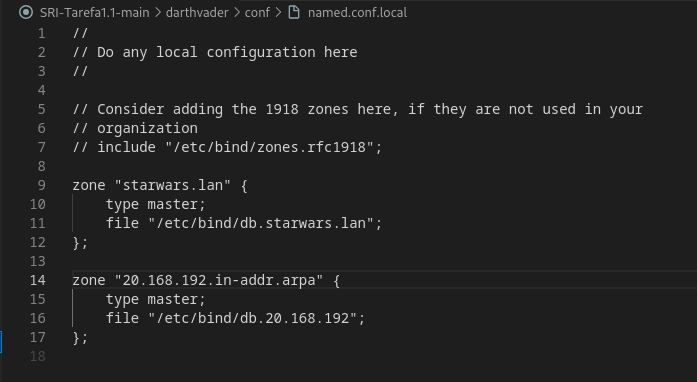 SRI-Tarefa1.1-main > darthvader > conf > named.conf.local
1 //
2 // Do any local configuration here
3 //
4
5 // Consider adding the 1918 zones here, if they are not used in your
6 // organization
7 // include "/etc/bind/zones.rfc1918";
8
9 zone "starwars.lan" {
10     type master;
11     file "/etc/bind/db.starwars.lan";
12 };
13
14 zone "20.168.192.in-addr.arpa" {
15     type master;
16     file "/etc/bind/db.20.168.192";
17 };
18